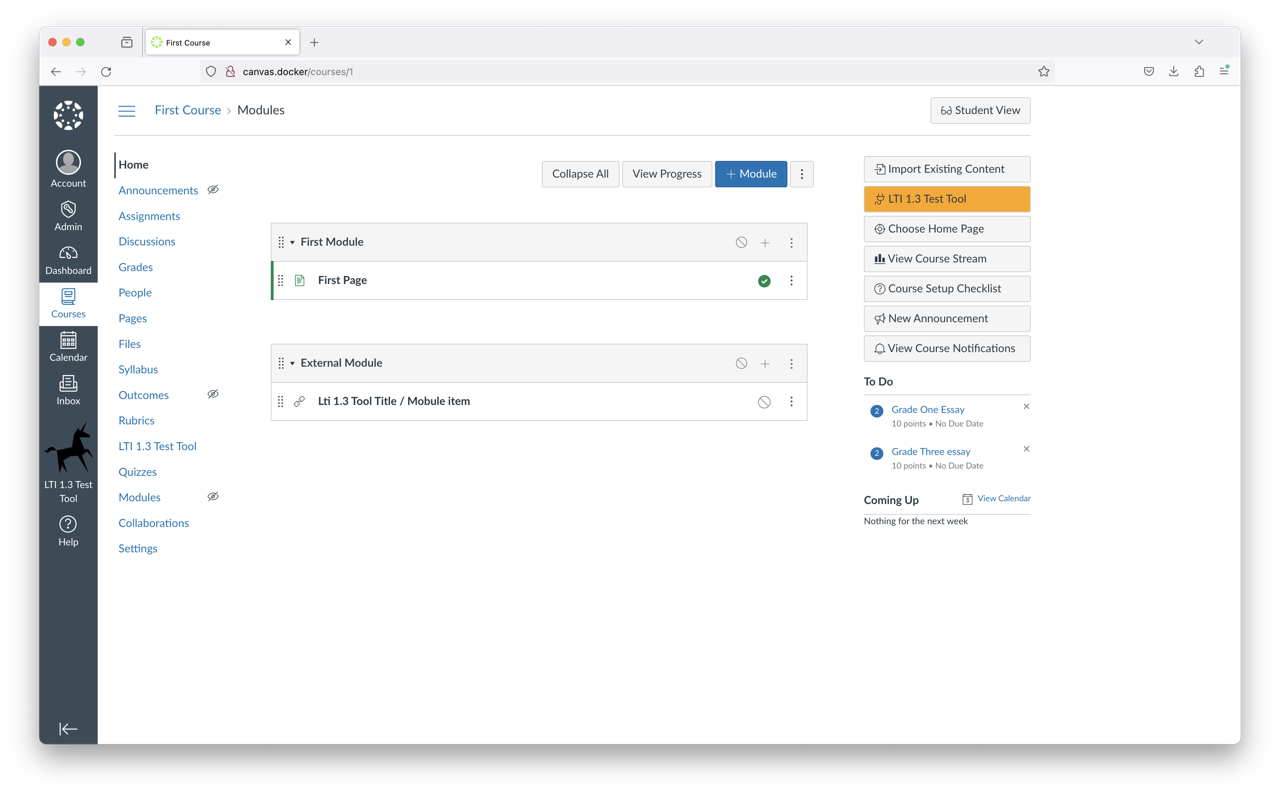 First Course
canvas.docker/courses/1
First Course › Modules
Student View
Account
Admin
Dashboard
Courses
Calendar
Inbox
LTI 1.3 Test
Tool
Help
Home
Announcements
Assignments
Discussions
Grades
People
Pages
Files
Syllabus
Outcomes
Rubrics
LTI 1.3 Test Tool
Quizzes
Modules
Collaborations
Settings
Collapse All
View Progress
+ Module
First Module
First Page
External Module
Lti 1.3 Tool Title / Mobule item
Import Existing Content
LTI 1.3 Test Tool
Choose Home Page
View Course Stream
Course Setup Checklist
New Announcement
View Course Notifications
To Do
2 Grade One Essay
10 points • No Due Date
2 Grade Three essay
10 points • No Due Date
Coming Up
View Calendar
Nothing for the next week